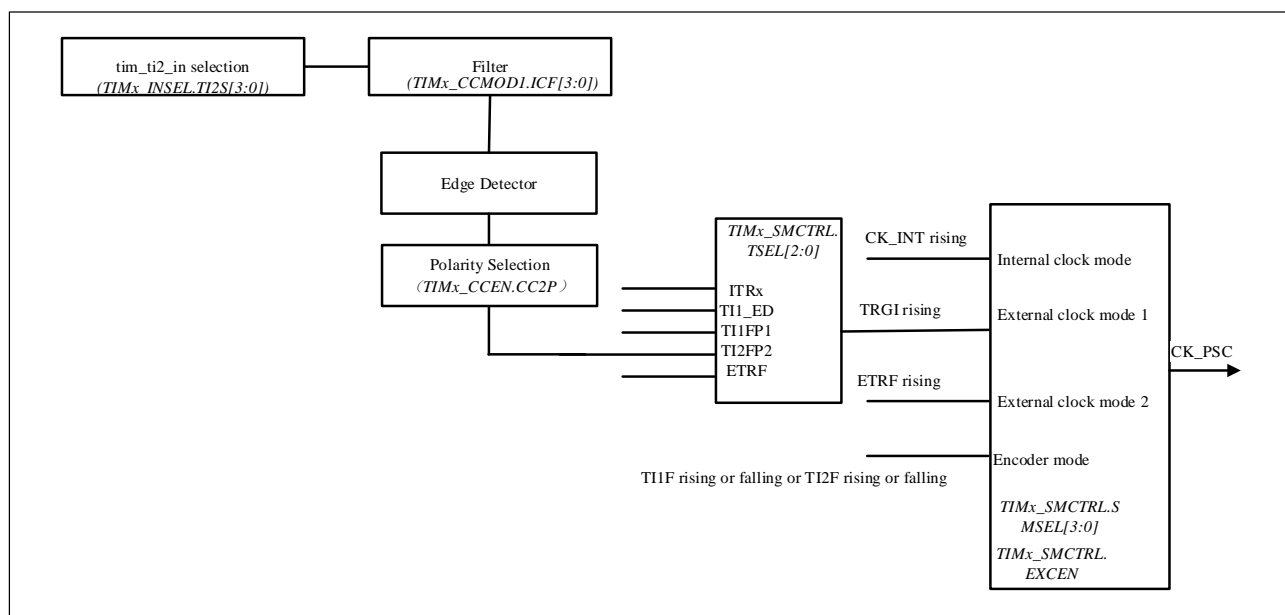 tim_ti2_in selection
(TIMx_INSEL.TI2S[3:0])
Filter
(TIMx_CCMOD1.ICF[3:0])
Edge Detector
Polarity Selection
（TIMx_CCEN.CC2P）
TIMx_SMCTRL.
TSEL[2:0]
ITRx
TI1_ED
TI1FP1
TI2FP2
ETRF
CK_INT rising
TRGI rising
ETRF rising
TI1F rising or falling or TI2F rising or falling
Internal clock mode
External clock mode 1
External clock mode 2
Encoder mode
TIMx_SMCTRL.S
MSEL[3:0]
TIMx_SMCTRL.
EXCEN
CK_PSC